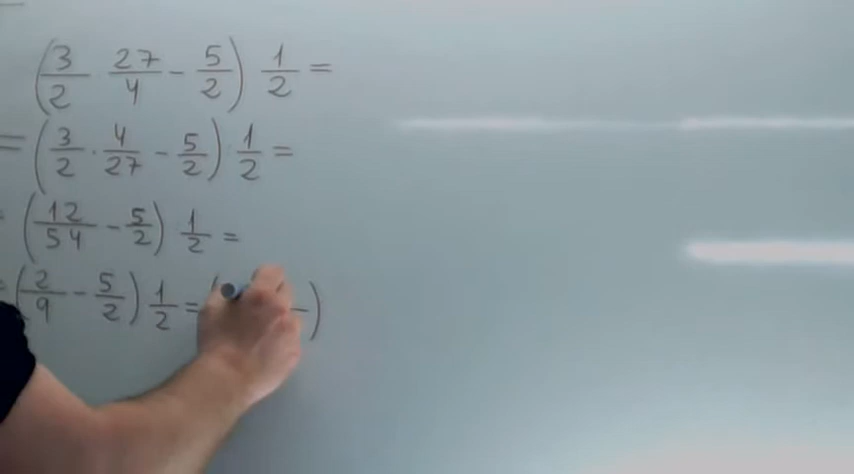 (3/2 27/4 - 5/2) 1/2 =
= (3/2 · 4/27 - 5/2) · 1/2 =
= (12/54 - 5/2) 1/2 =
= (2/9 - 5/2) 1/2 = ( - )